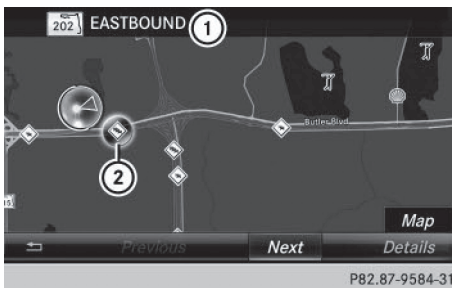 202 EASTBOUND 1
Butler Blvd
2
Map
Previous Next Details
P82.87-9584-31